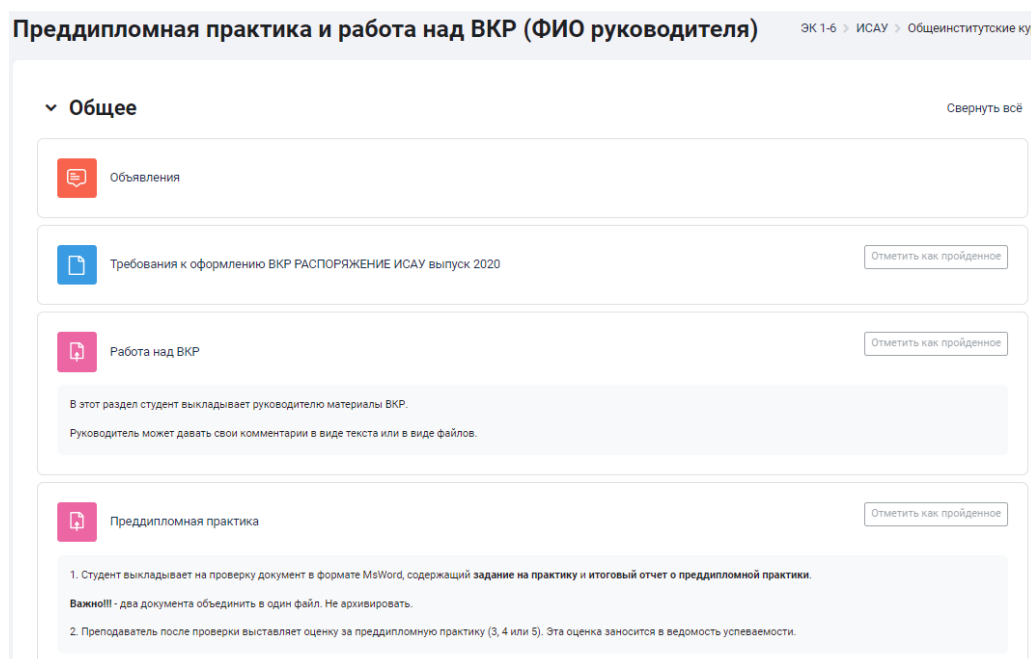 Преддипломная практика и работа над ВКР (ФИО руководителя)
ЭК 1-6 > ИСАУ > Общеинститутские ку
Общее
Свернуть всё
Объявления
Требования к оформлению ВКР РАСПОРЯЖЕНИЕ ИСАУ выпуск 2020
Отметить как пройденное
Работа над ВКР
Отметить как пройденное
В этот раздел студент выкладывает руководителю материалы ВКР.
Руководитель может давать свои комментарии в виде текста или в виде файлов.
Преддипломная практика
Отметить как пройденное
1. Студент выкладывает на проверку документ в формате MsWord, содержащий задание на практику и итоговый отчет о преддипломной практики.
Важно!!! - два документа объединить в один файл. Не архивировать.
2. Преподаватель после проверки выставляет оценку за преддипломную практику (3, 4 или 5). Эта оценка заносится в ведомость успеваемости.